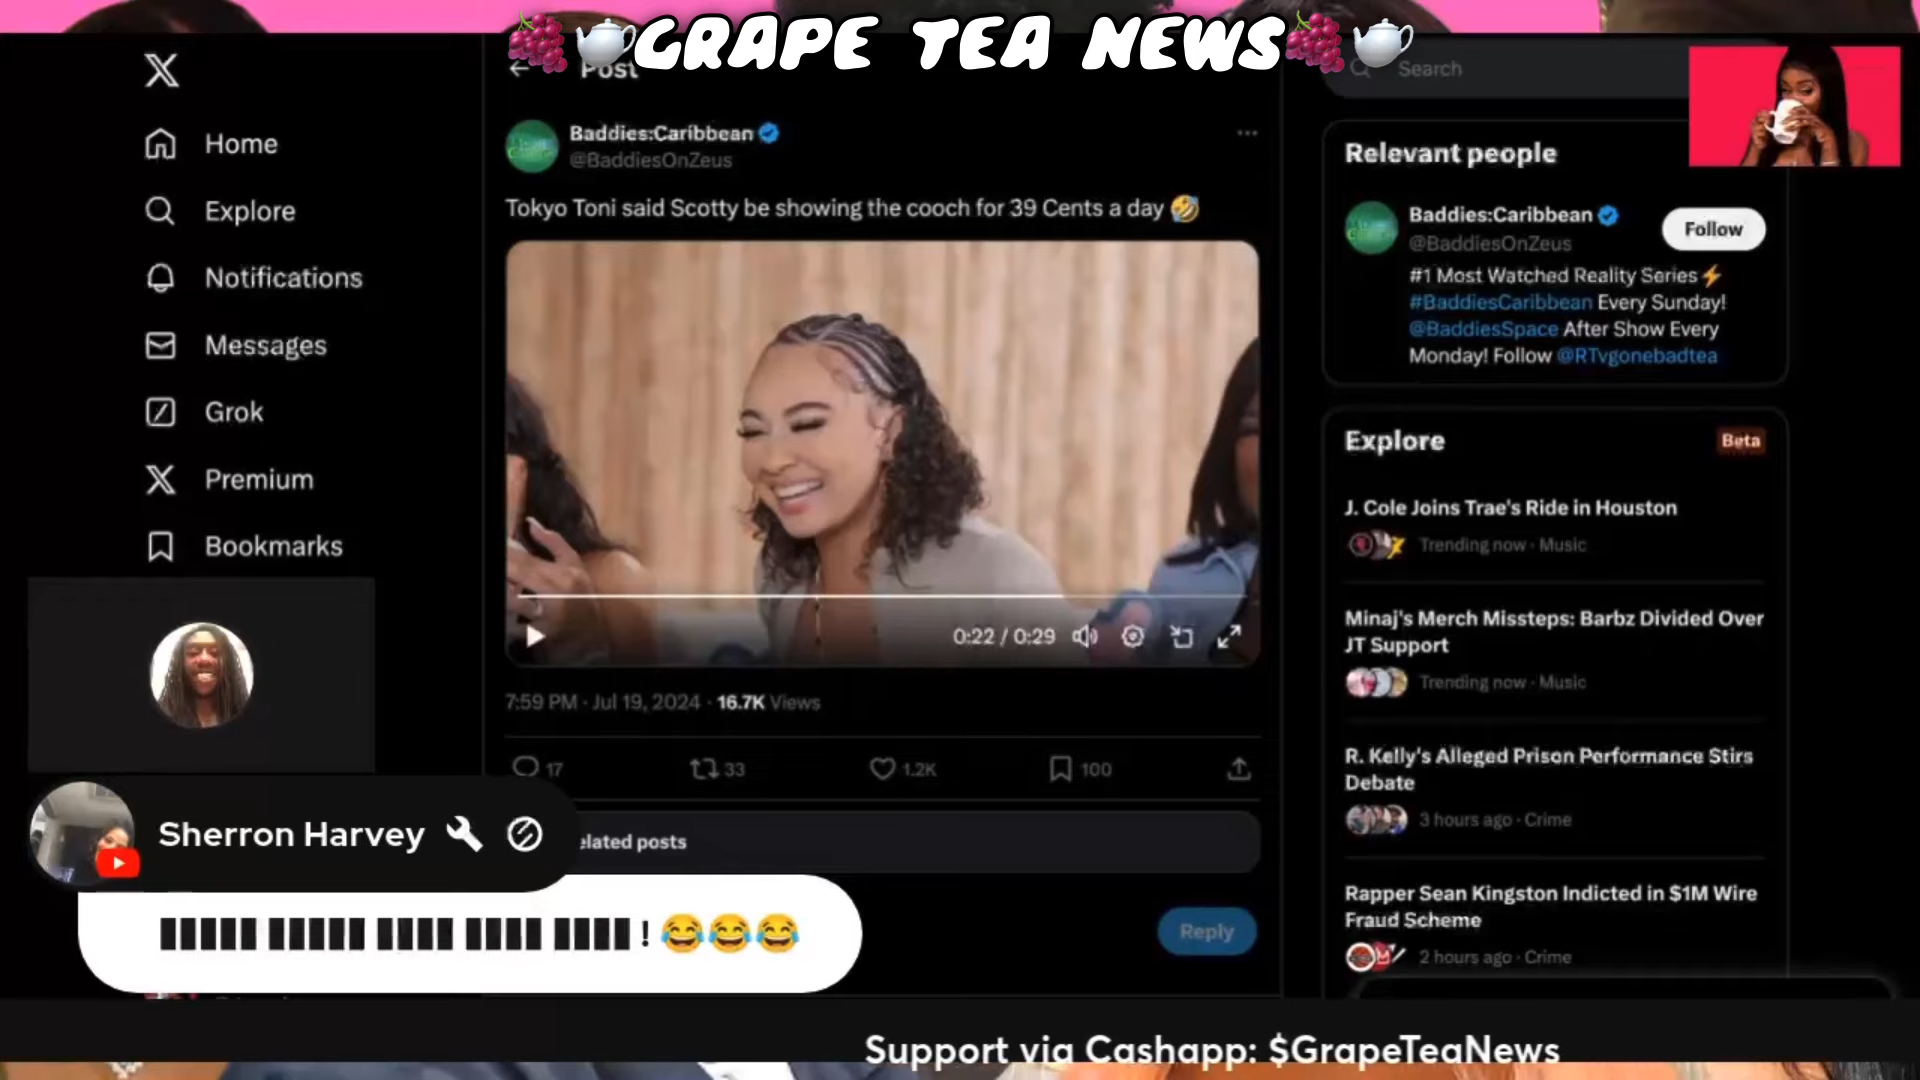 GRAPE TEA NEWS
Post
Search
Home
Explore
Notifications
Messages
Grok
Premium
Bookmarks
Baddies:Caribbean
@BaddiesOnZeus
Tokyo Toni said Scotty be showing the cooch for 39 Cents a day 🤣
0:22 / 0:29
7:59 PM · Jul 19, 2024 · 16.7K Views
17 33 1.2K 100
elated posts
Reply
Relevant people
Baddies:Caribbean
@BaddiesOnZeus
Follow
#1 Most Watched Reality Series⚡
#BaddiesCaribbean Every Sunday!
@BaddiesSpace After Show Every
Monday! Follow @RTvgonebadtea
Explore
Beta
J. Cole Joins Trae's Ride in Houston
Trending now · Music
Minaj's Merch Missteps: Barbz Divided Over
JT Support
Trending now · Music
R. Kelly's Alleged Prison Performance Stirs
Debate
3 hours ago · Crime
Rapper Sean Kingston Indicted in $1M Wire
Fraud Scheme
2 hours ago · Crime
Sherron Harvey
! 😂😂😂
Support via Cashapp: $GrapeTeaNews